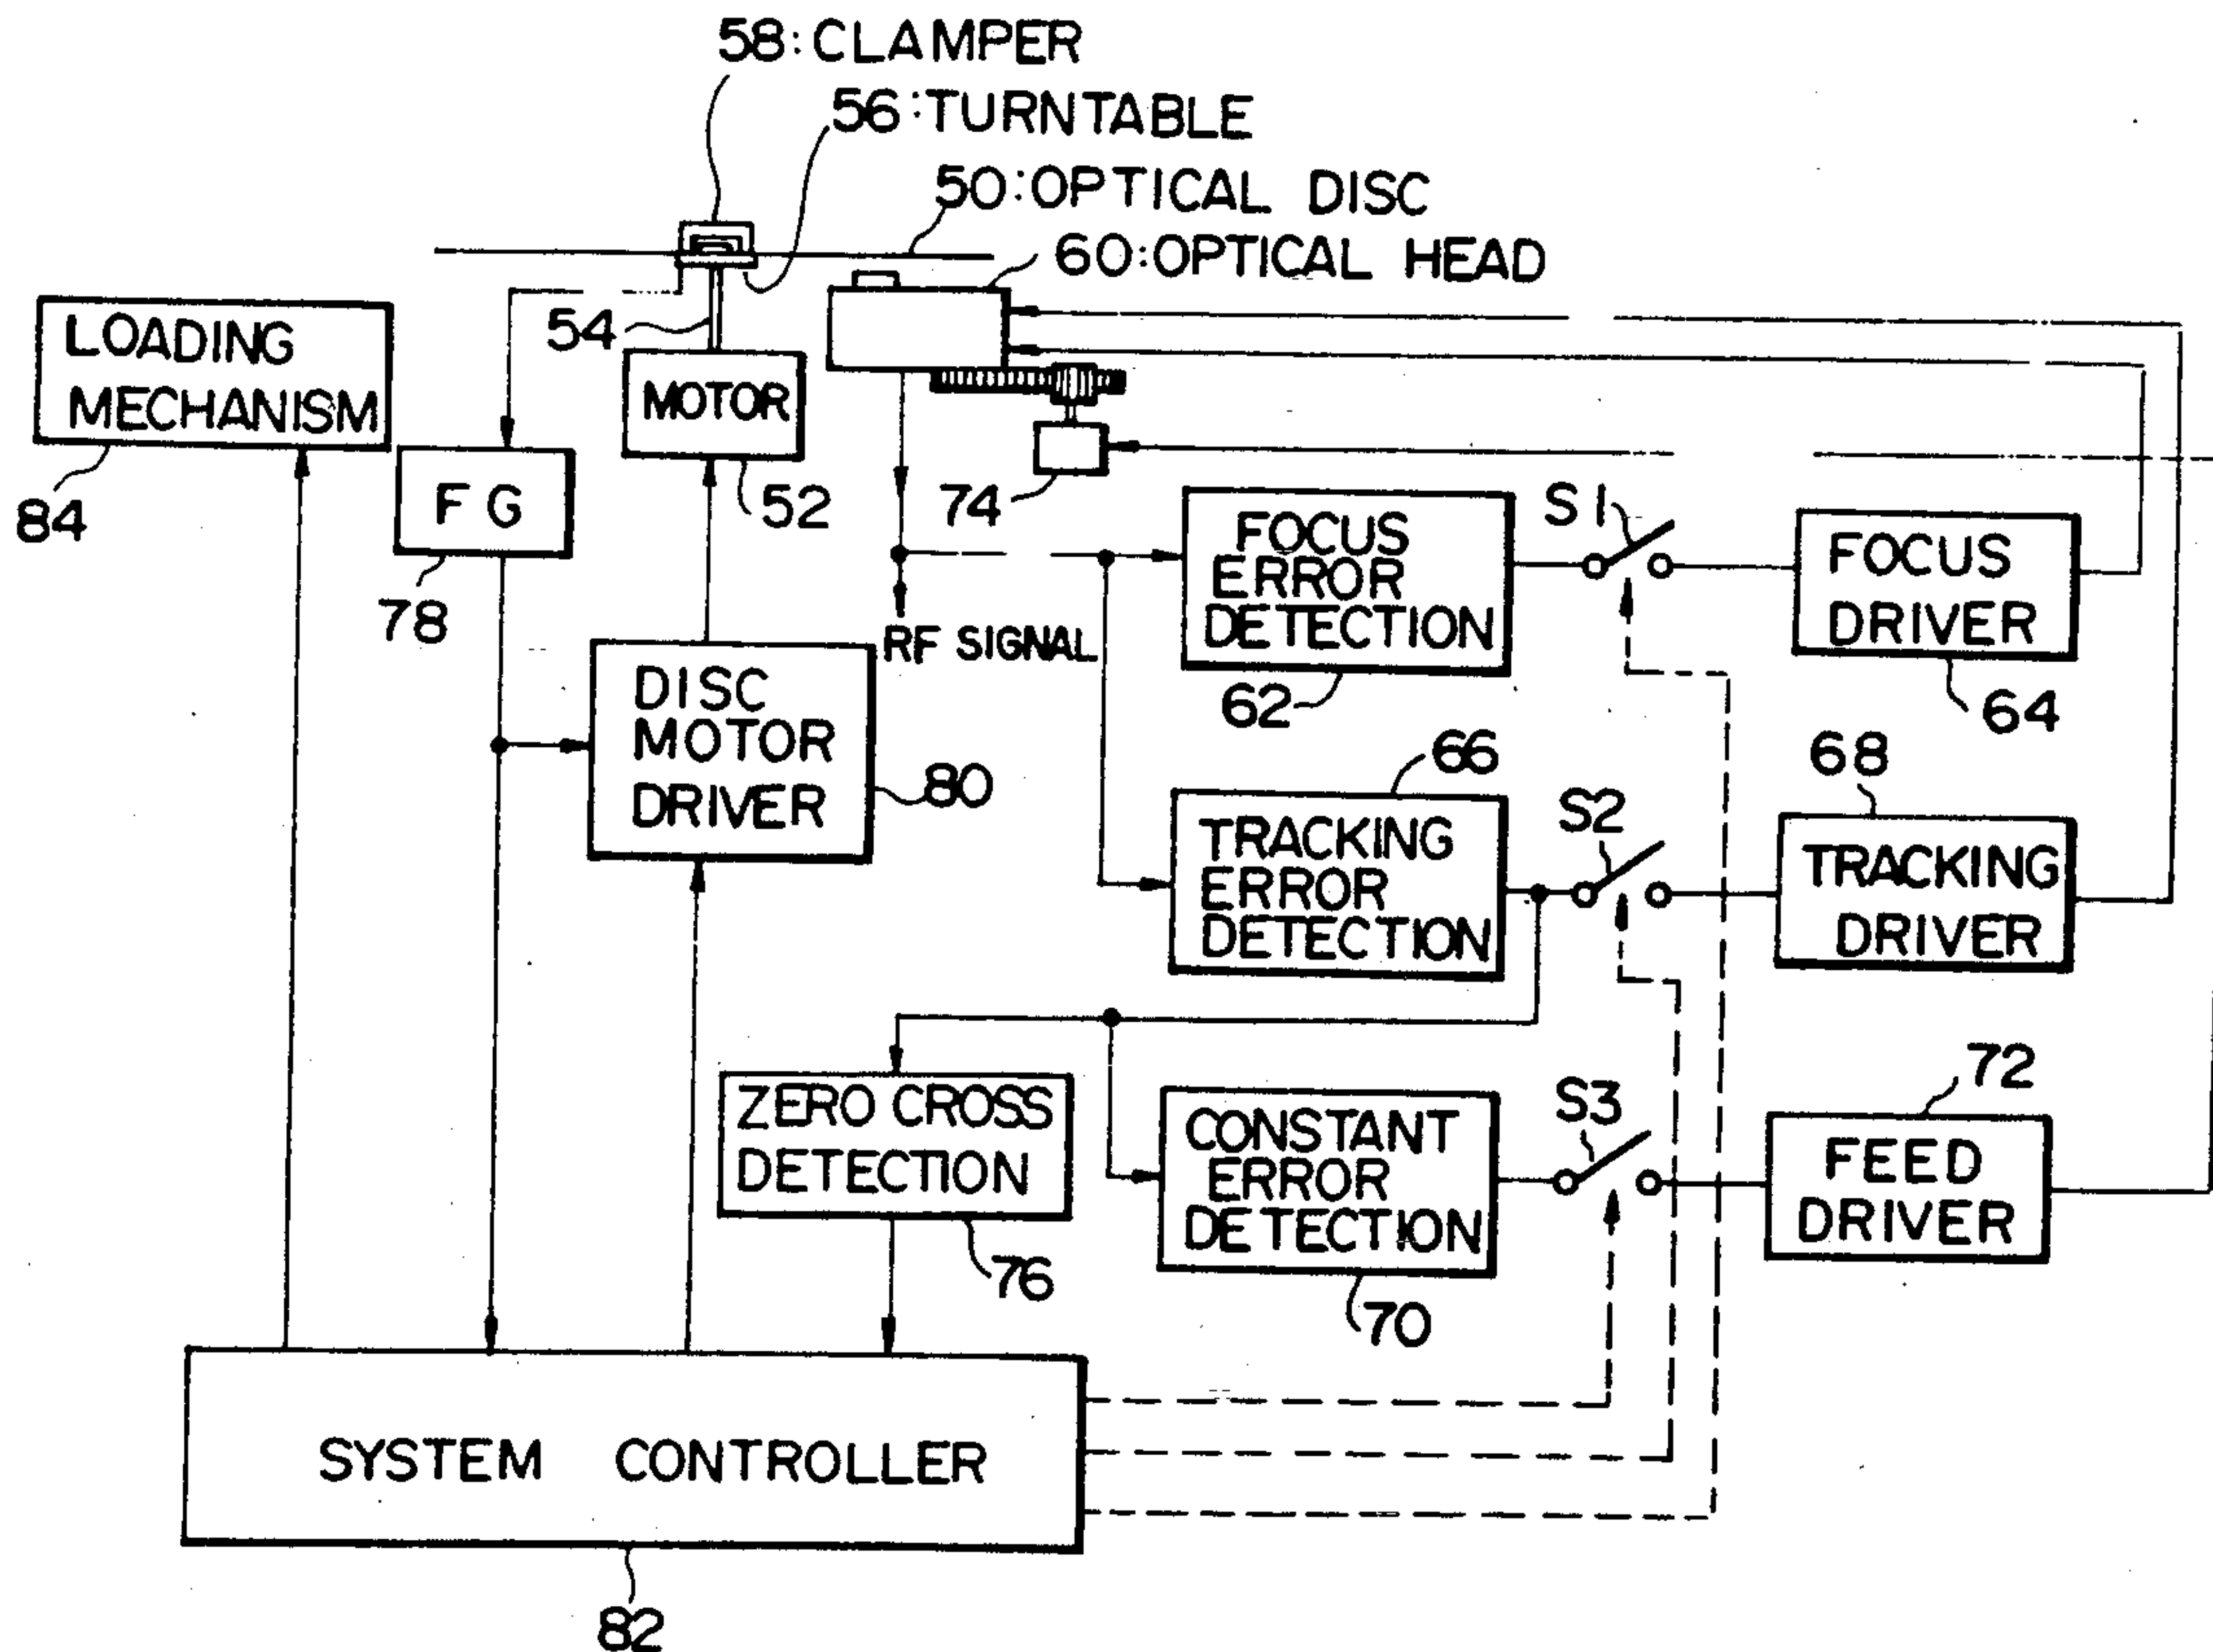 58:CLAMPER
56:TURNTABLE
50:OPTICAL DISC
60:OPTICAL HEAD
54
LOADING
MECHANISM
84
MOTOR
52
F G
78
74
RF SIGNAL
FOCUS
ERROR
DETECTION
62
S1
FOCUS
DRIVER
64
DISC
MOTOR
DRIVER
80
66
TRACKING
ERROR
DETECTION
S2
68
TRACKING
DRIVER
ZERO CROSS
DETECTION
76
CONSTANT
ERROR
DETECTION
70
S3
72
FEED
DRIVER
SYSTEM CONTROLLER
82